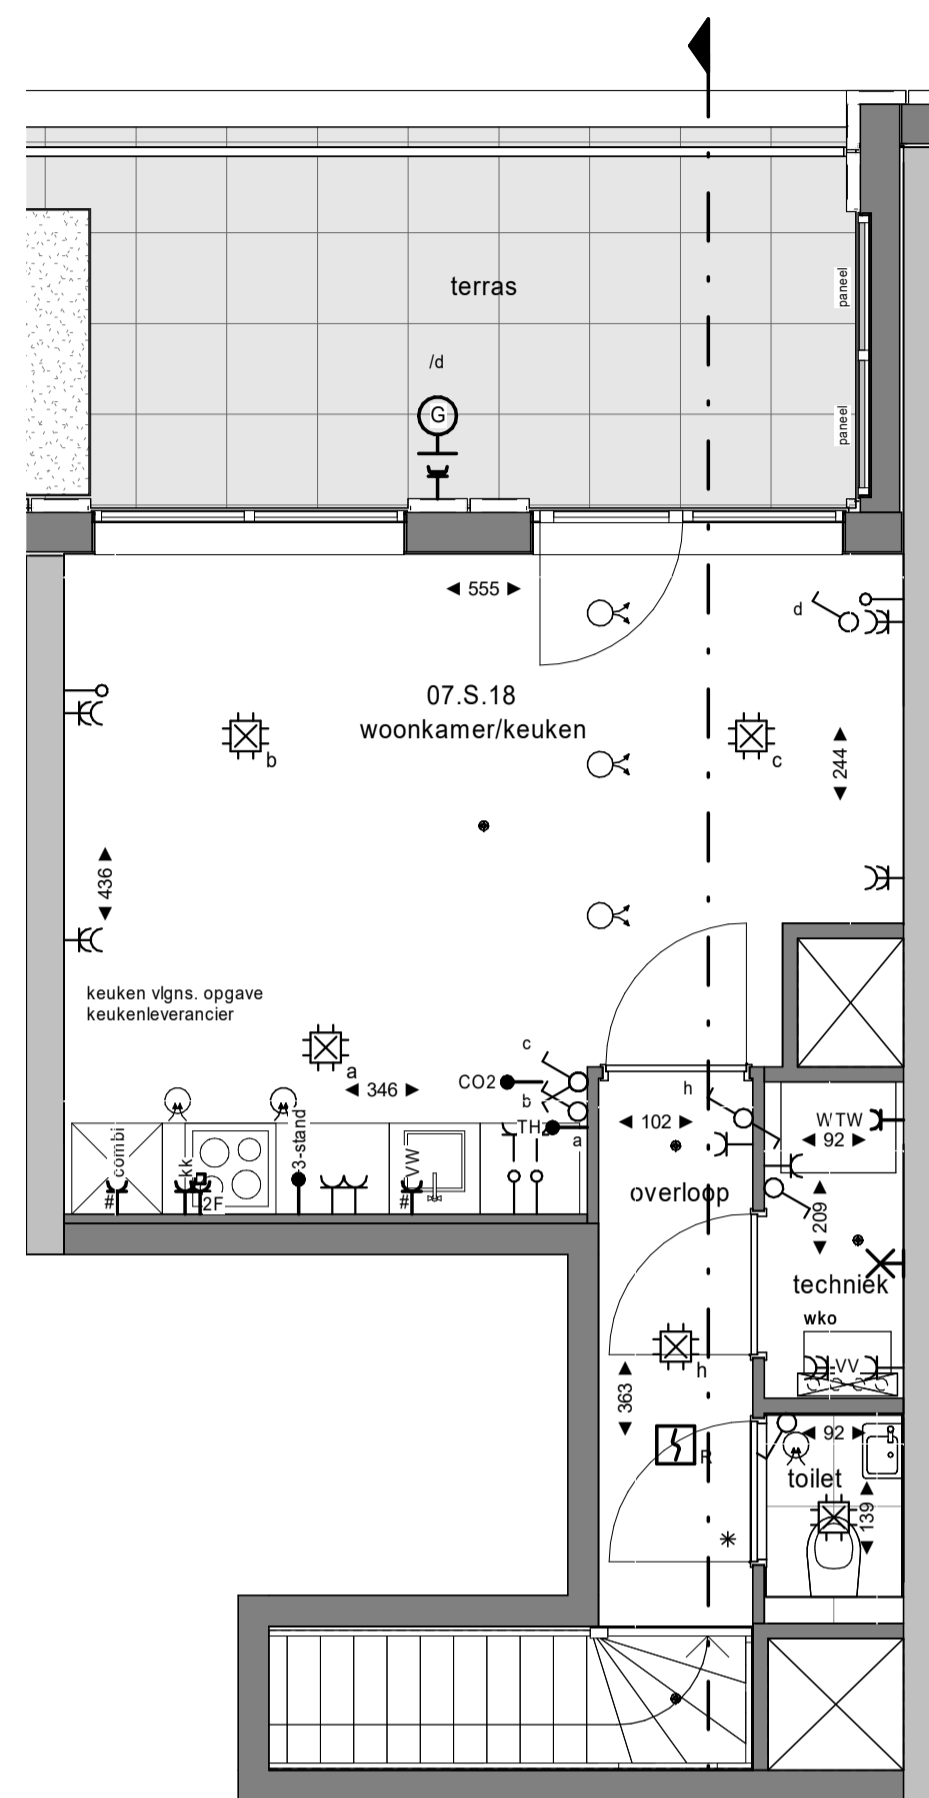 terras
paneel
/d
G
paneel
◄ 555 ►
d
07.S.18
woonkamer/keuken
b
c
◄ 244 ►
◄ 436 ►
keuken vlgns. opgave
keukenleverancier
a
◄ 346 ►
c
CO2
b
TH
a
h
◄ 102 ►
WTW
◄ 92 ►
combi
#
kk
2F
3-stand
VW
#
overloop
◄ 209 ►
techniek
wko
VV
h
◄ 363 ►
R
◄ 92 ►
toilet
◄ 139 ►